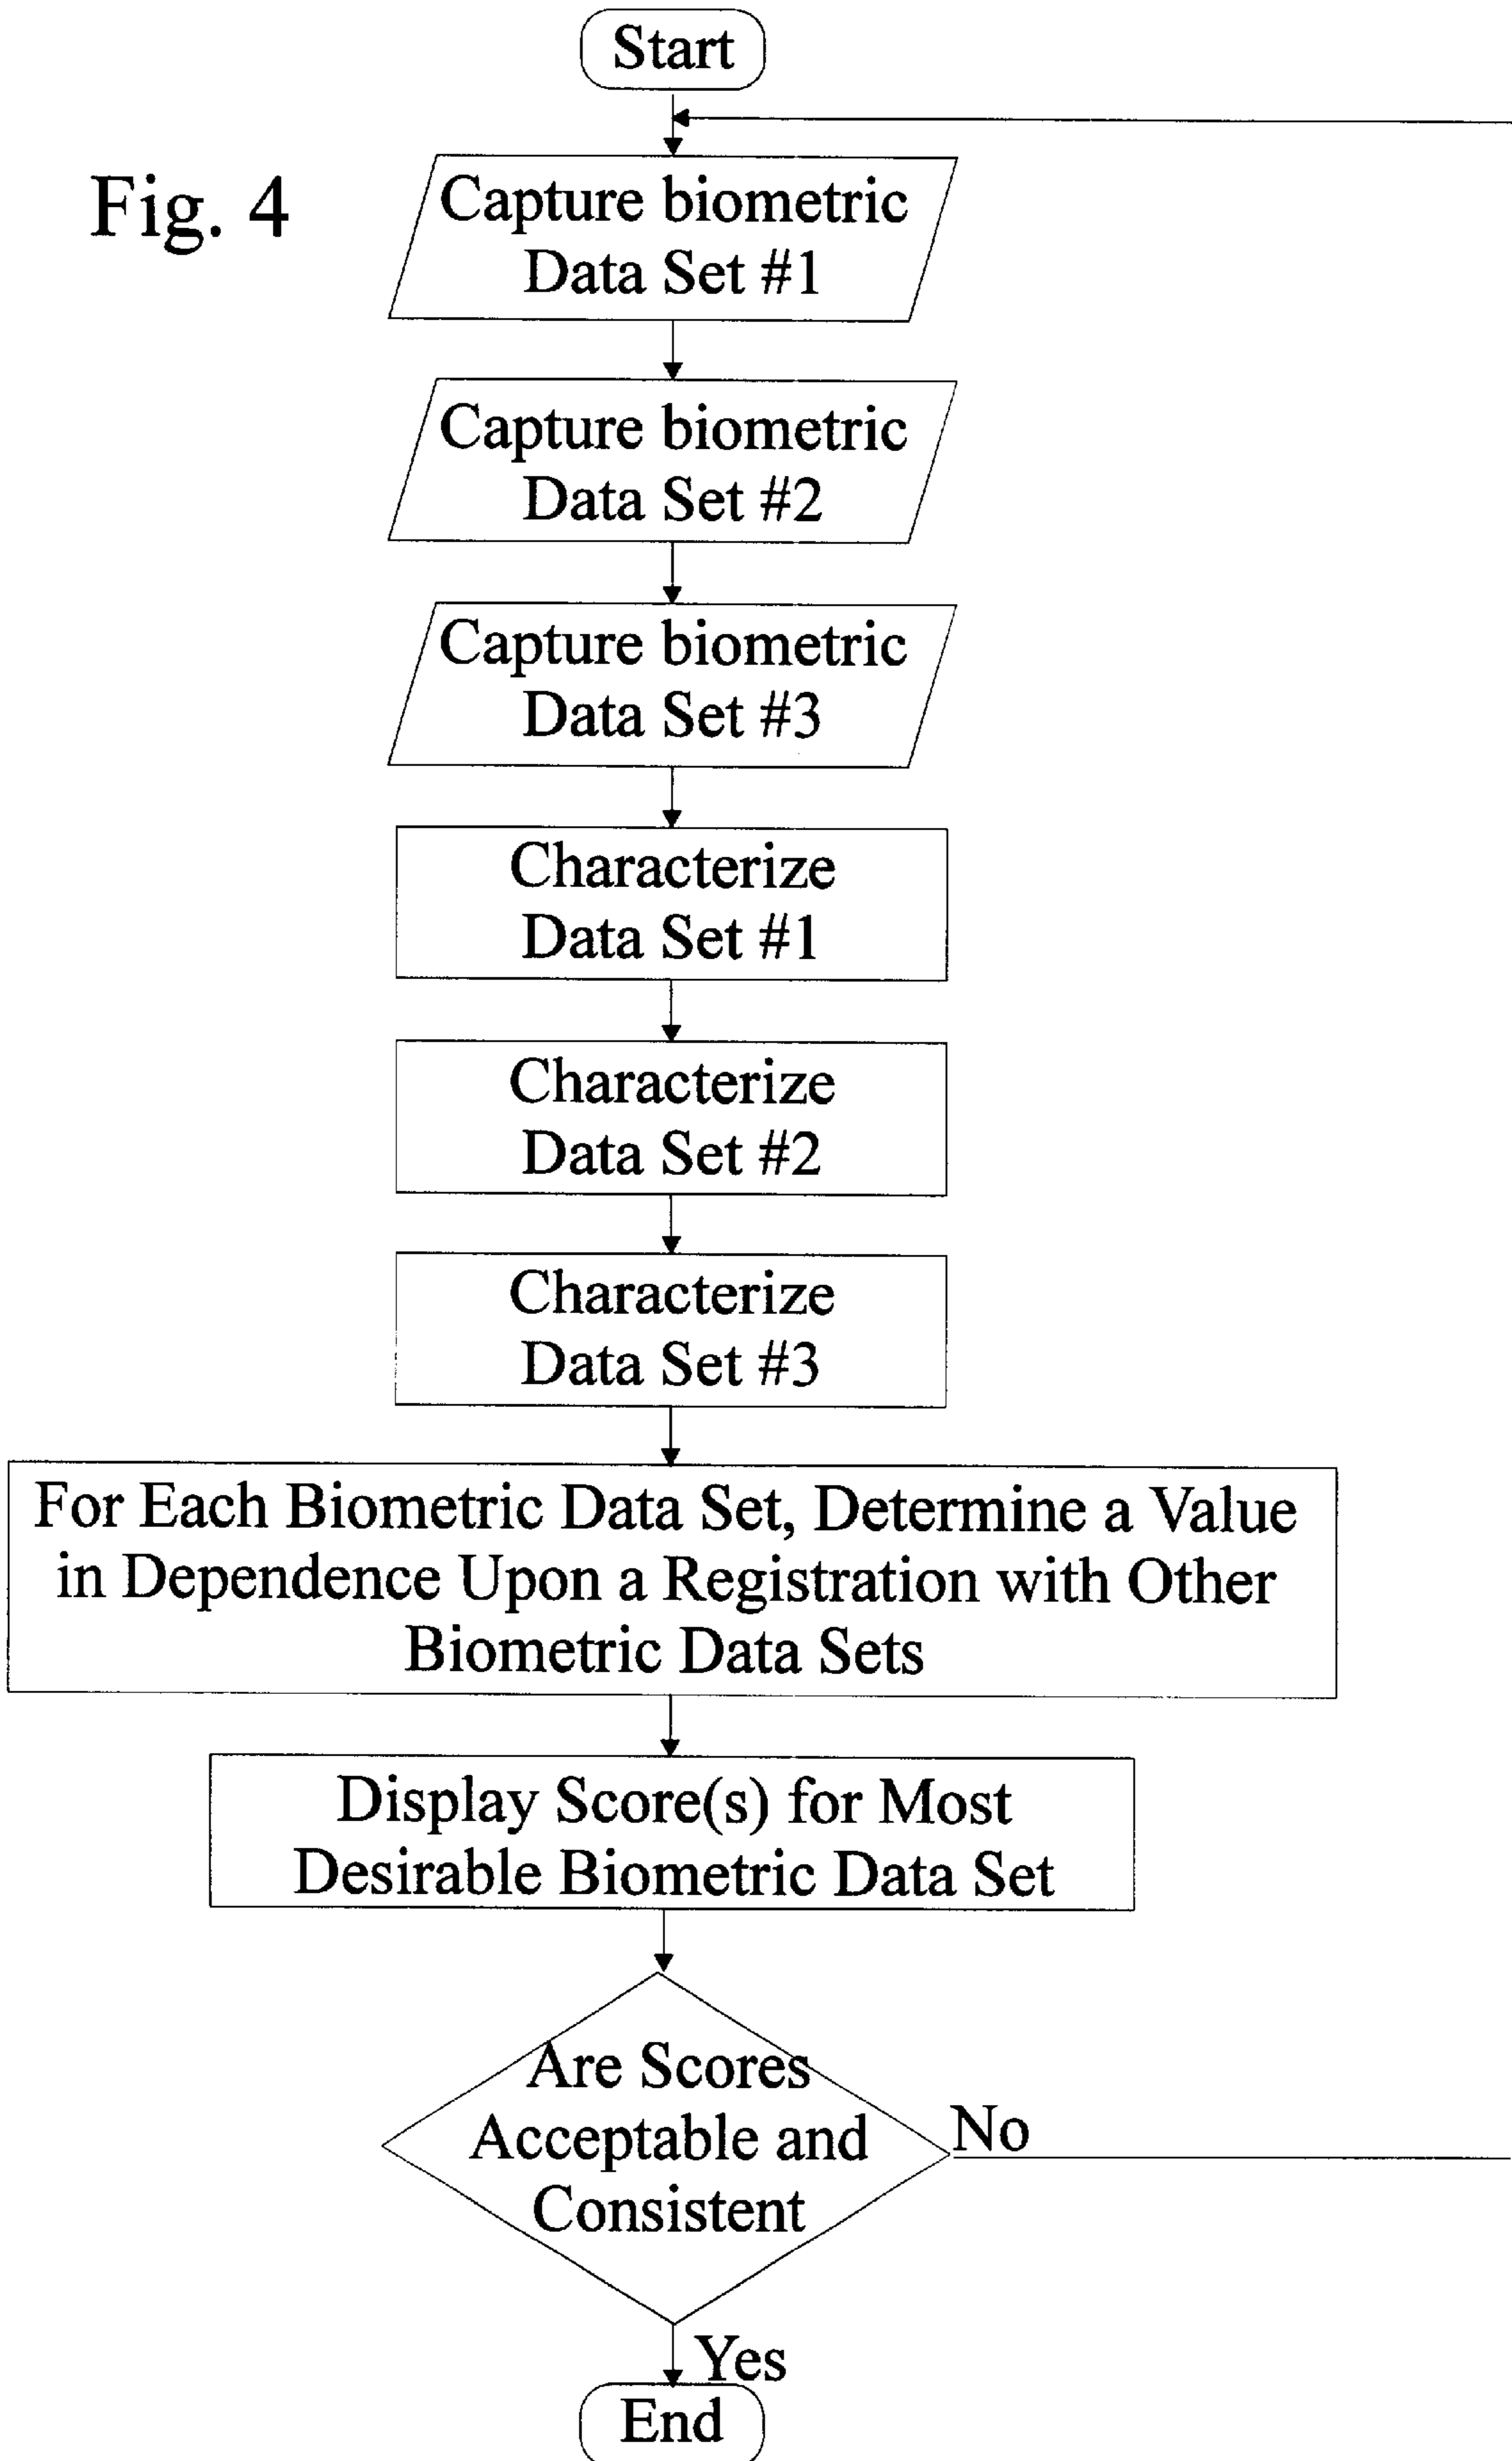 Start
Fig. 4
Capture biometric
Data Set #1
Capture biometric
Data Set #2
Capture biometric
Data Set #3
Characterize
Data Set #1
Characterize
Data Set #2
Characterize
Data Set #3
For Each Biometric Data Set, Determine a Value
in Dependence Upon a Registration with Other
Biometric Data Sets
Display Score(s) for Most
Desirable Biometric Data Set
Are Scores
Acceptable and
Consistent
No
Yes
End